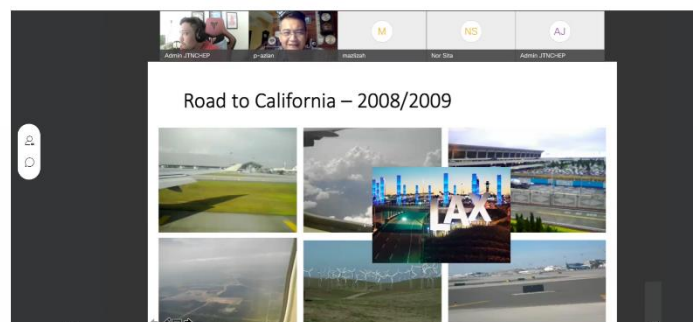 M
NS
AJ
Admin JTNCHEP
p-azlan
mazlizah
Nor Sita
Admin JTNCHEP
Road to California – 2008/2009
LAX